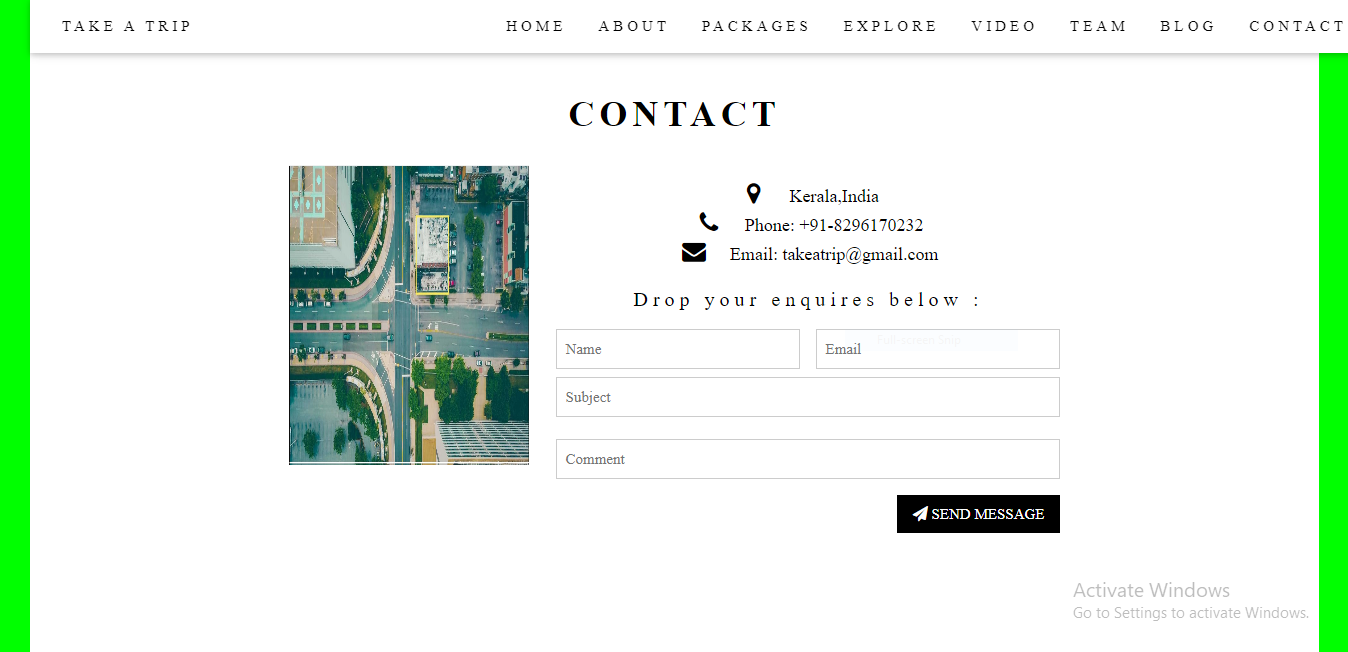 TAKE A TRIP
HOME ABOUT PACKAGES EXPLORE VIDEO TEAM BLOG CONTACT
CONTACT
Kerala,India
Phone: +91-8296170232
Email: takeatrip@gmail.com
Drop your enquires below :
Name
Email
Full-screen Snip
Subject
Comment
SEND MESSAGE
Activate Windows
Go to Settings to activate Windows.